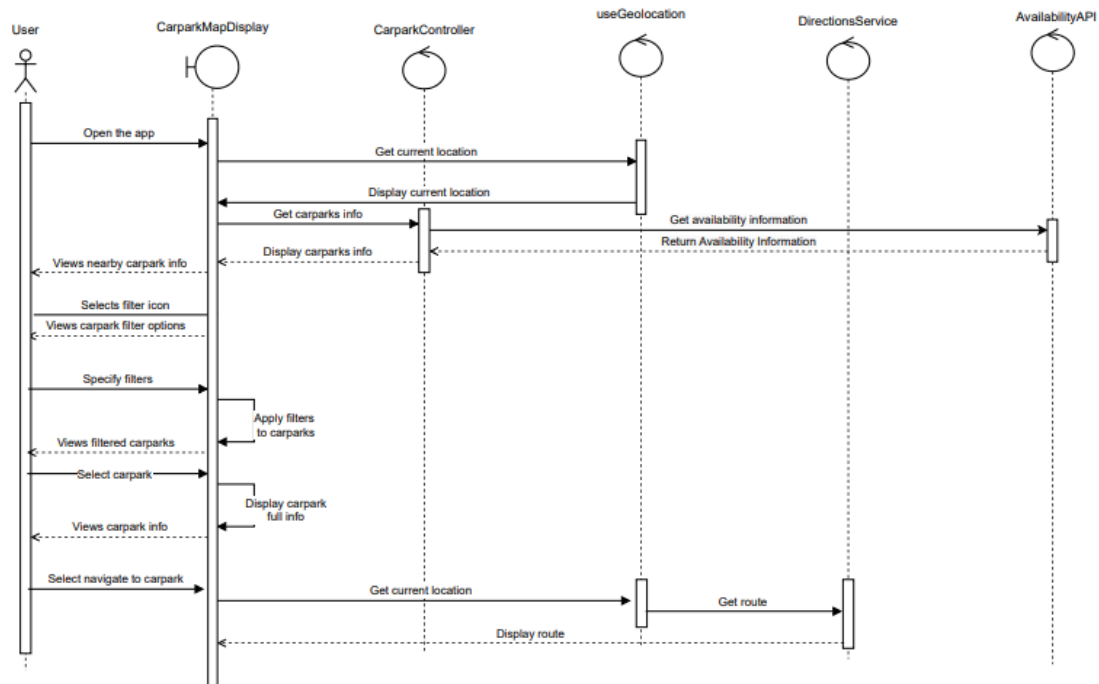 User
CarparkMapDisplay
CarparkController
useGeolocation
DirectionsService
AvailabilityAPI
Open the app
Get current location
Display current location
Get carparks info
Get availability information
Return Availability Information
Display carparks info
Views nearby carpark info
Selects filter icon
Views carpark filter options
Specify filters
Apply filters
to carparks
Views filtered carparks
Select carpark
Display carpark
full info
Views carpark info
Select navigate to carpark
Get current location
Get route
Display route